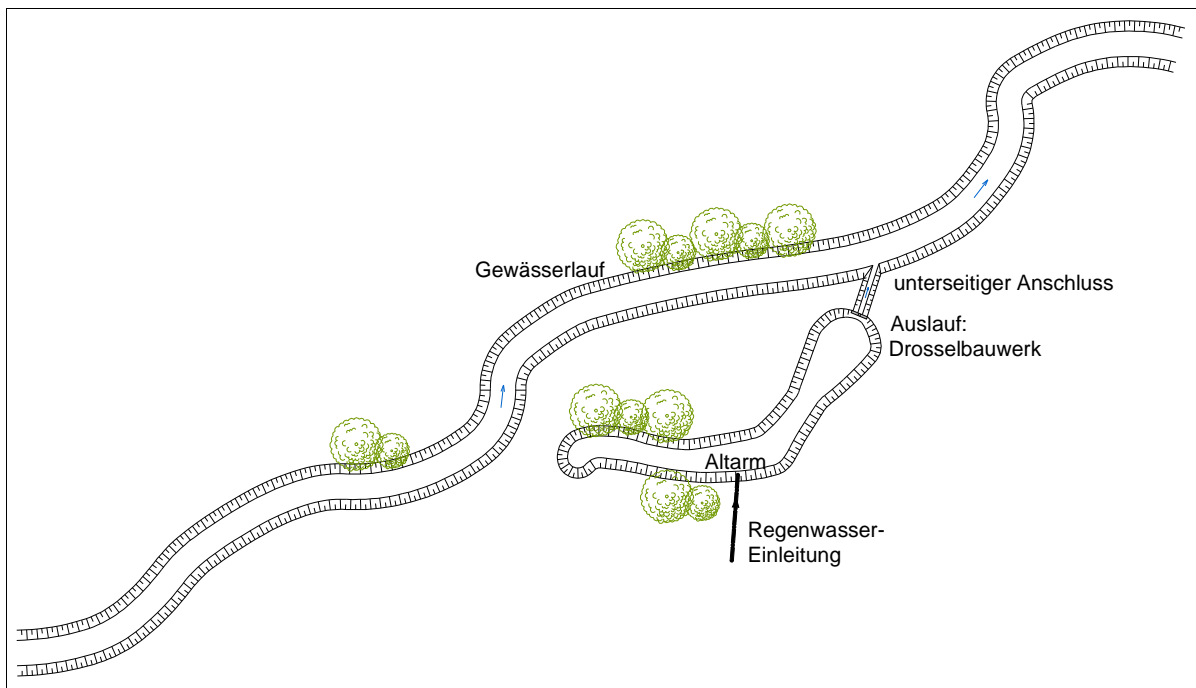 Gewässerlauf
unterseitiger Anschluss
Auslauf:
Drosselbauwerk
Altarm
Regenwasser-
Einleitung